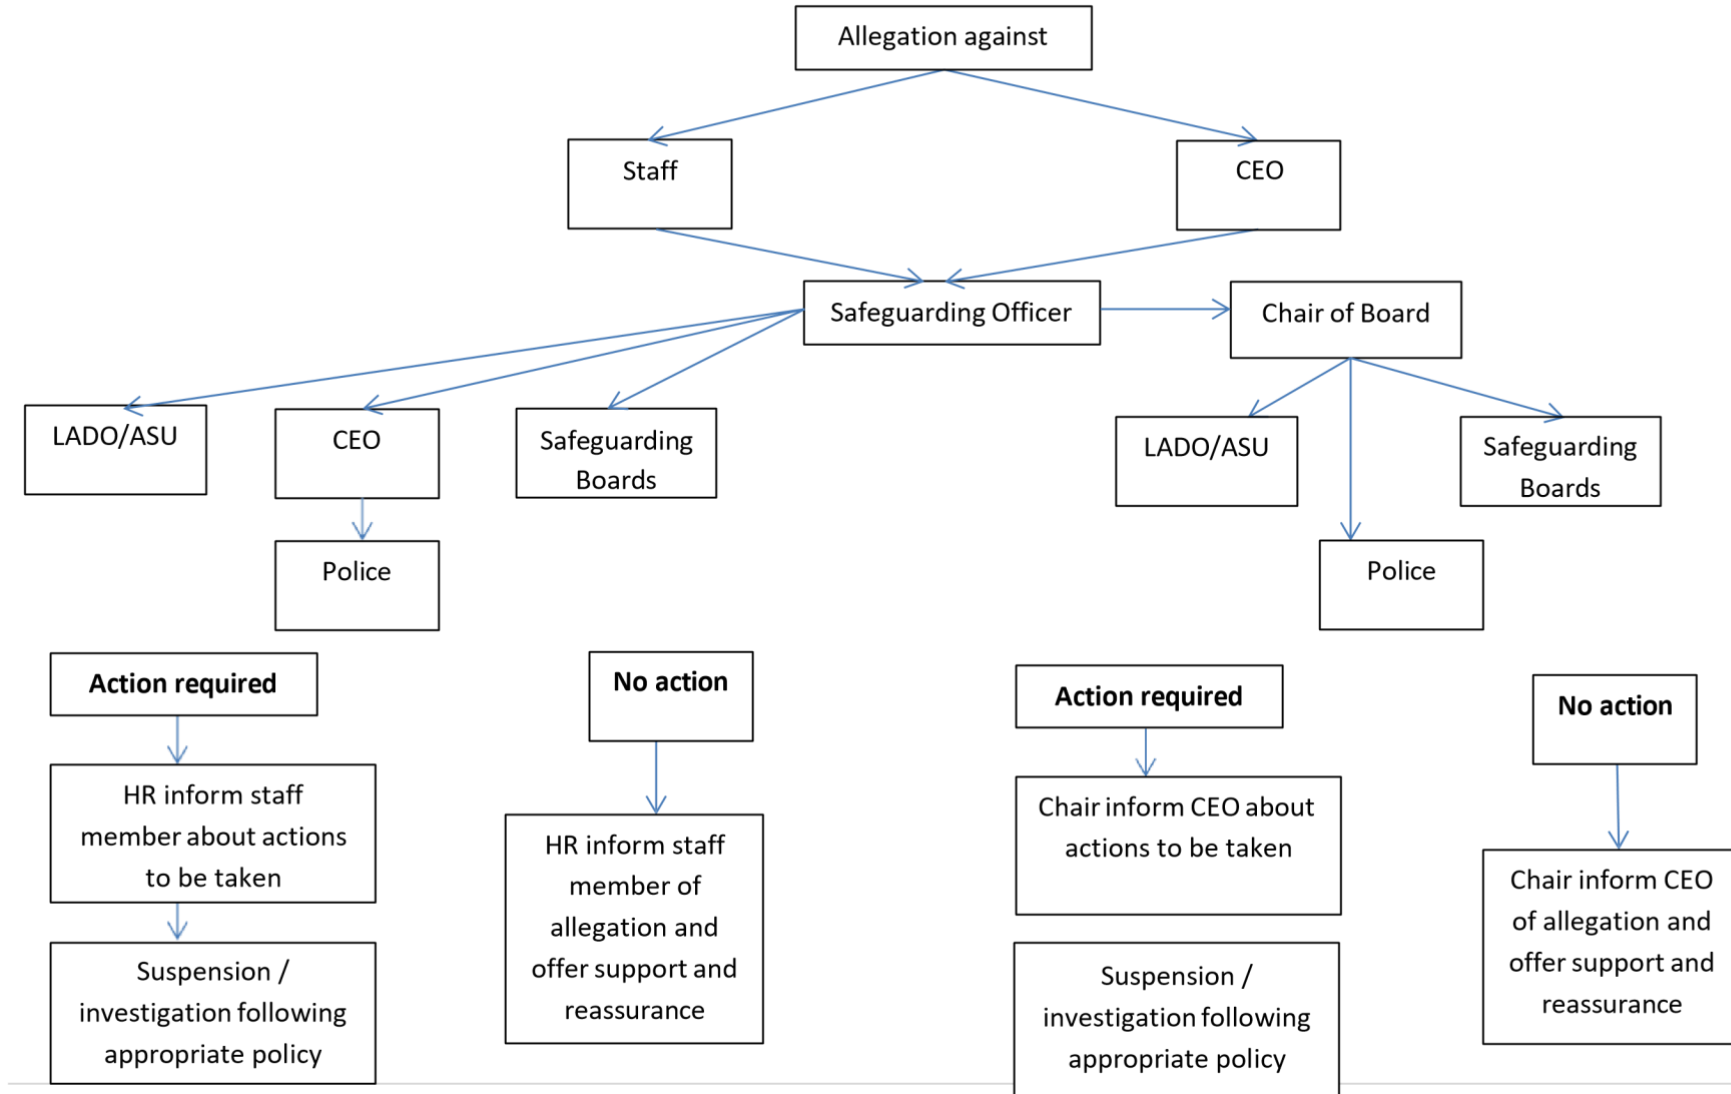 Allegation against
Staff
CEO
Safeguarding Officer
Chair of Board
LADO/ASU
CEO
Safeguarding
Boards
LADO/ASU
Safeguarding
Boards
Police
Police
Action required
No action
Action required
No action
HR inform staff
member about actions
to be taken
HR inform staff
member of
allegation and
offer support and
reassurance
Chair inform CEO about
actions to be taken
Chair inform CEO
of allegation and
offer support and
reassurance
Suspension /
investigation following
appropriate policy
Suspension /
investigation following
appropriate policy